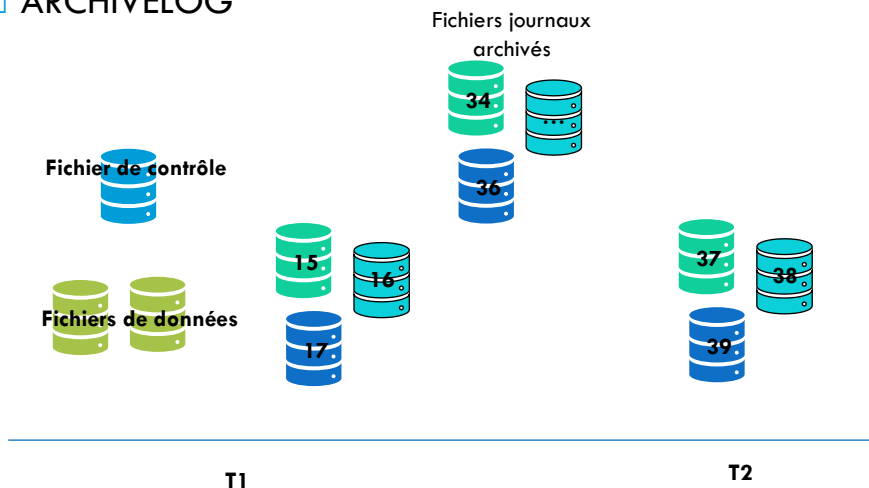 ARCHIVELOG
Fichiers journaux
archivés
34
...
Fichier de contrôle
36
15
16
37
38
Fichiers de données
17
39
T1
T2